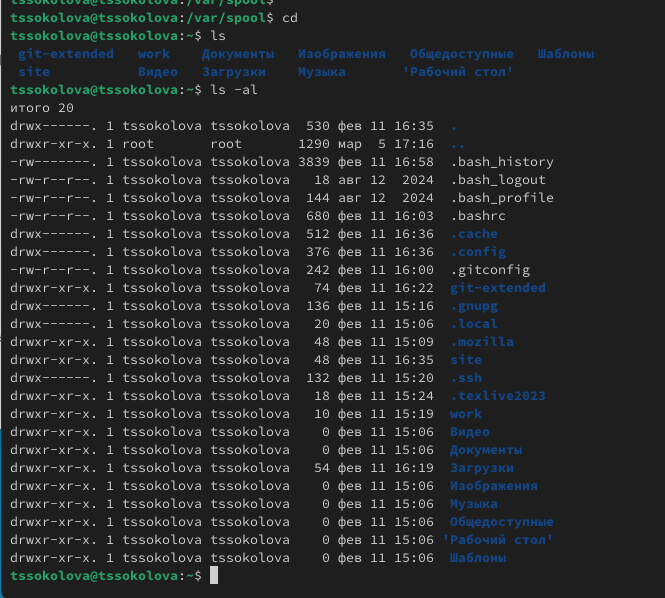 tssokolova@tssokolova:/var/spool$
tssokolova@tssokolova:/var/spool$ cd
tssokolova@tssokolova:~$ ls
git-extended work Документы Изображения Общедоступные Шаблоны
site Видео Загрузки Музыка 'Рабочий стол'
tssokolova@tssokolova:~$ ls -al
итого 20
drwx------. 1 tssokolova tssokolova 530 фев 11 16:35 .
drwxr-xr-x. 1 root root 1290 мар 5 17:16 ..
-rw-------. 1 tssokolova tssokolova 3839 фев 11 16:58 .bash_history
-rw-r--r--. 1 tssokolova tssokolova 18 авг 12 2024 .bash_logout
-rw-r--r--. 1 tssokolova tssokolova 144 авг 12 2024 .bash_profile
-rw-r--r--. 1 tssokolova tssokolova 680 фев 11 16:03 .bashrc
drwx------. 1 tssokolova tssokolova 512 фев 11 16:36 .cache
drwx------. 1 tssokolova tssokolova 376 фев 11 16:36 .config
-rw-r--r--. 1 tssokolova tssokolova 242 фев 11 16:00 .gitconfig
drwxr-xr-x. 1 tssokolova tssokolova 74 фев 11 16:22 git-extended
drwx------. 1 tssokolova tssokolova 136 фев 11 15:16 .gnupg
drwx------. 1 tssokolova tssokolova 20 фев 11 15:06 .local
drwxr-xr-x. 1 tssokolova tssokolova 48 фев 11 15:09 .mozilla
drwxr-xr-x. 1 tssokolova tssokolova 48 фев 11 16:35 site
drwx------. 1 tssokolova tssokolova 132 фев 11 15:20 .ssh
drwxr-xr-x. 1 tssokolova tssokolova 18 фев 11 15:24 .texlive2023
drwxr-xr-x. 1 tssokolova tssokolova 10 фев 11 15:19 work
drwxr-xr-x. 1 tssokolova tssokolova 0 фев 11 15:06 Видео
drwxr-xr-x. 1 tssokolova tssokolova 0 фев 11 15:06 Документы
drwxr-xr-x. 1 tssokolova tssokolova 54 фев 11 16:19 Загрузки
drwxr-xr-x. 1 tssokolova tssokolova 0 фев 11 15:06 Изображения
drwxr-xr-x. 1 tssokolova tssokolova 0 фев 11 15:06 Музыка
drwxr-xr-x. 1 tssokolova tssokolova 0 фев 11 15:06 Общедоступные
drwxr-xr-x. 1 tssokolova tssokolova 0 фев 11 15:06 'Рабочий стол'
drwxr-xr-x. 1 tssokolova tssokolova 0 фев 11 15:06 Шаблоны
tssokolova@tssokolova:~$